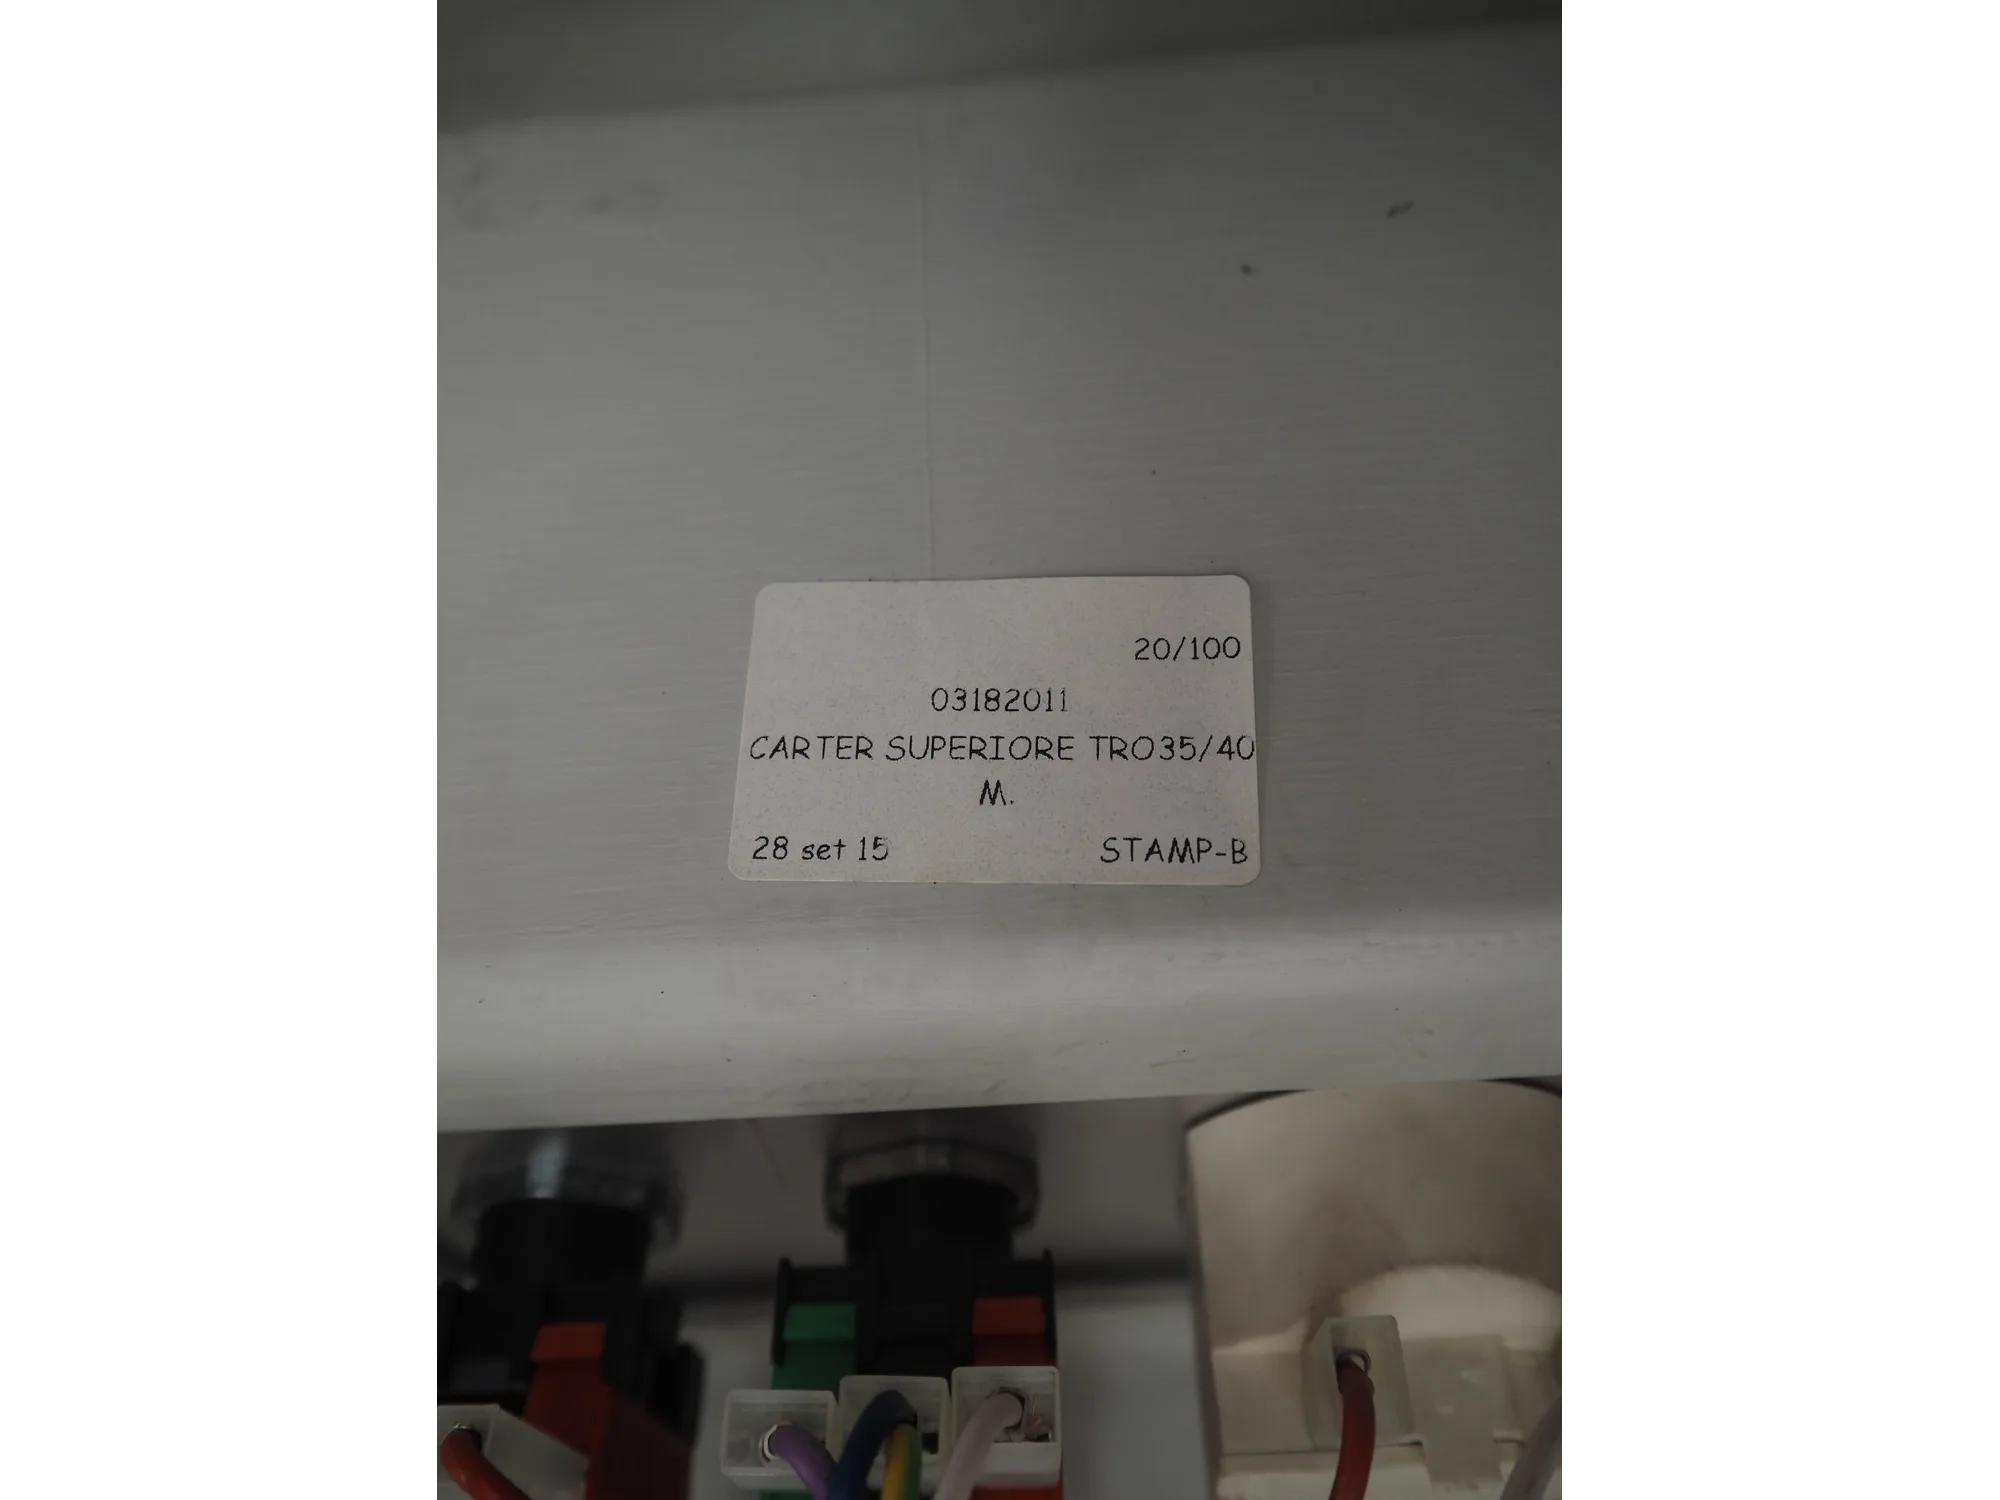 20/100
03182011
CARTER SUPERIORE TRO35/40
M.
28 set 15 STAMP-B